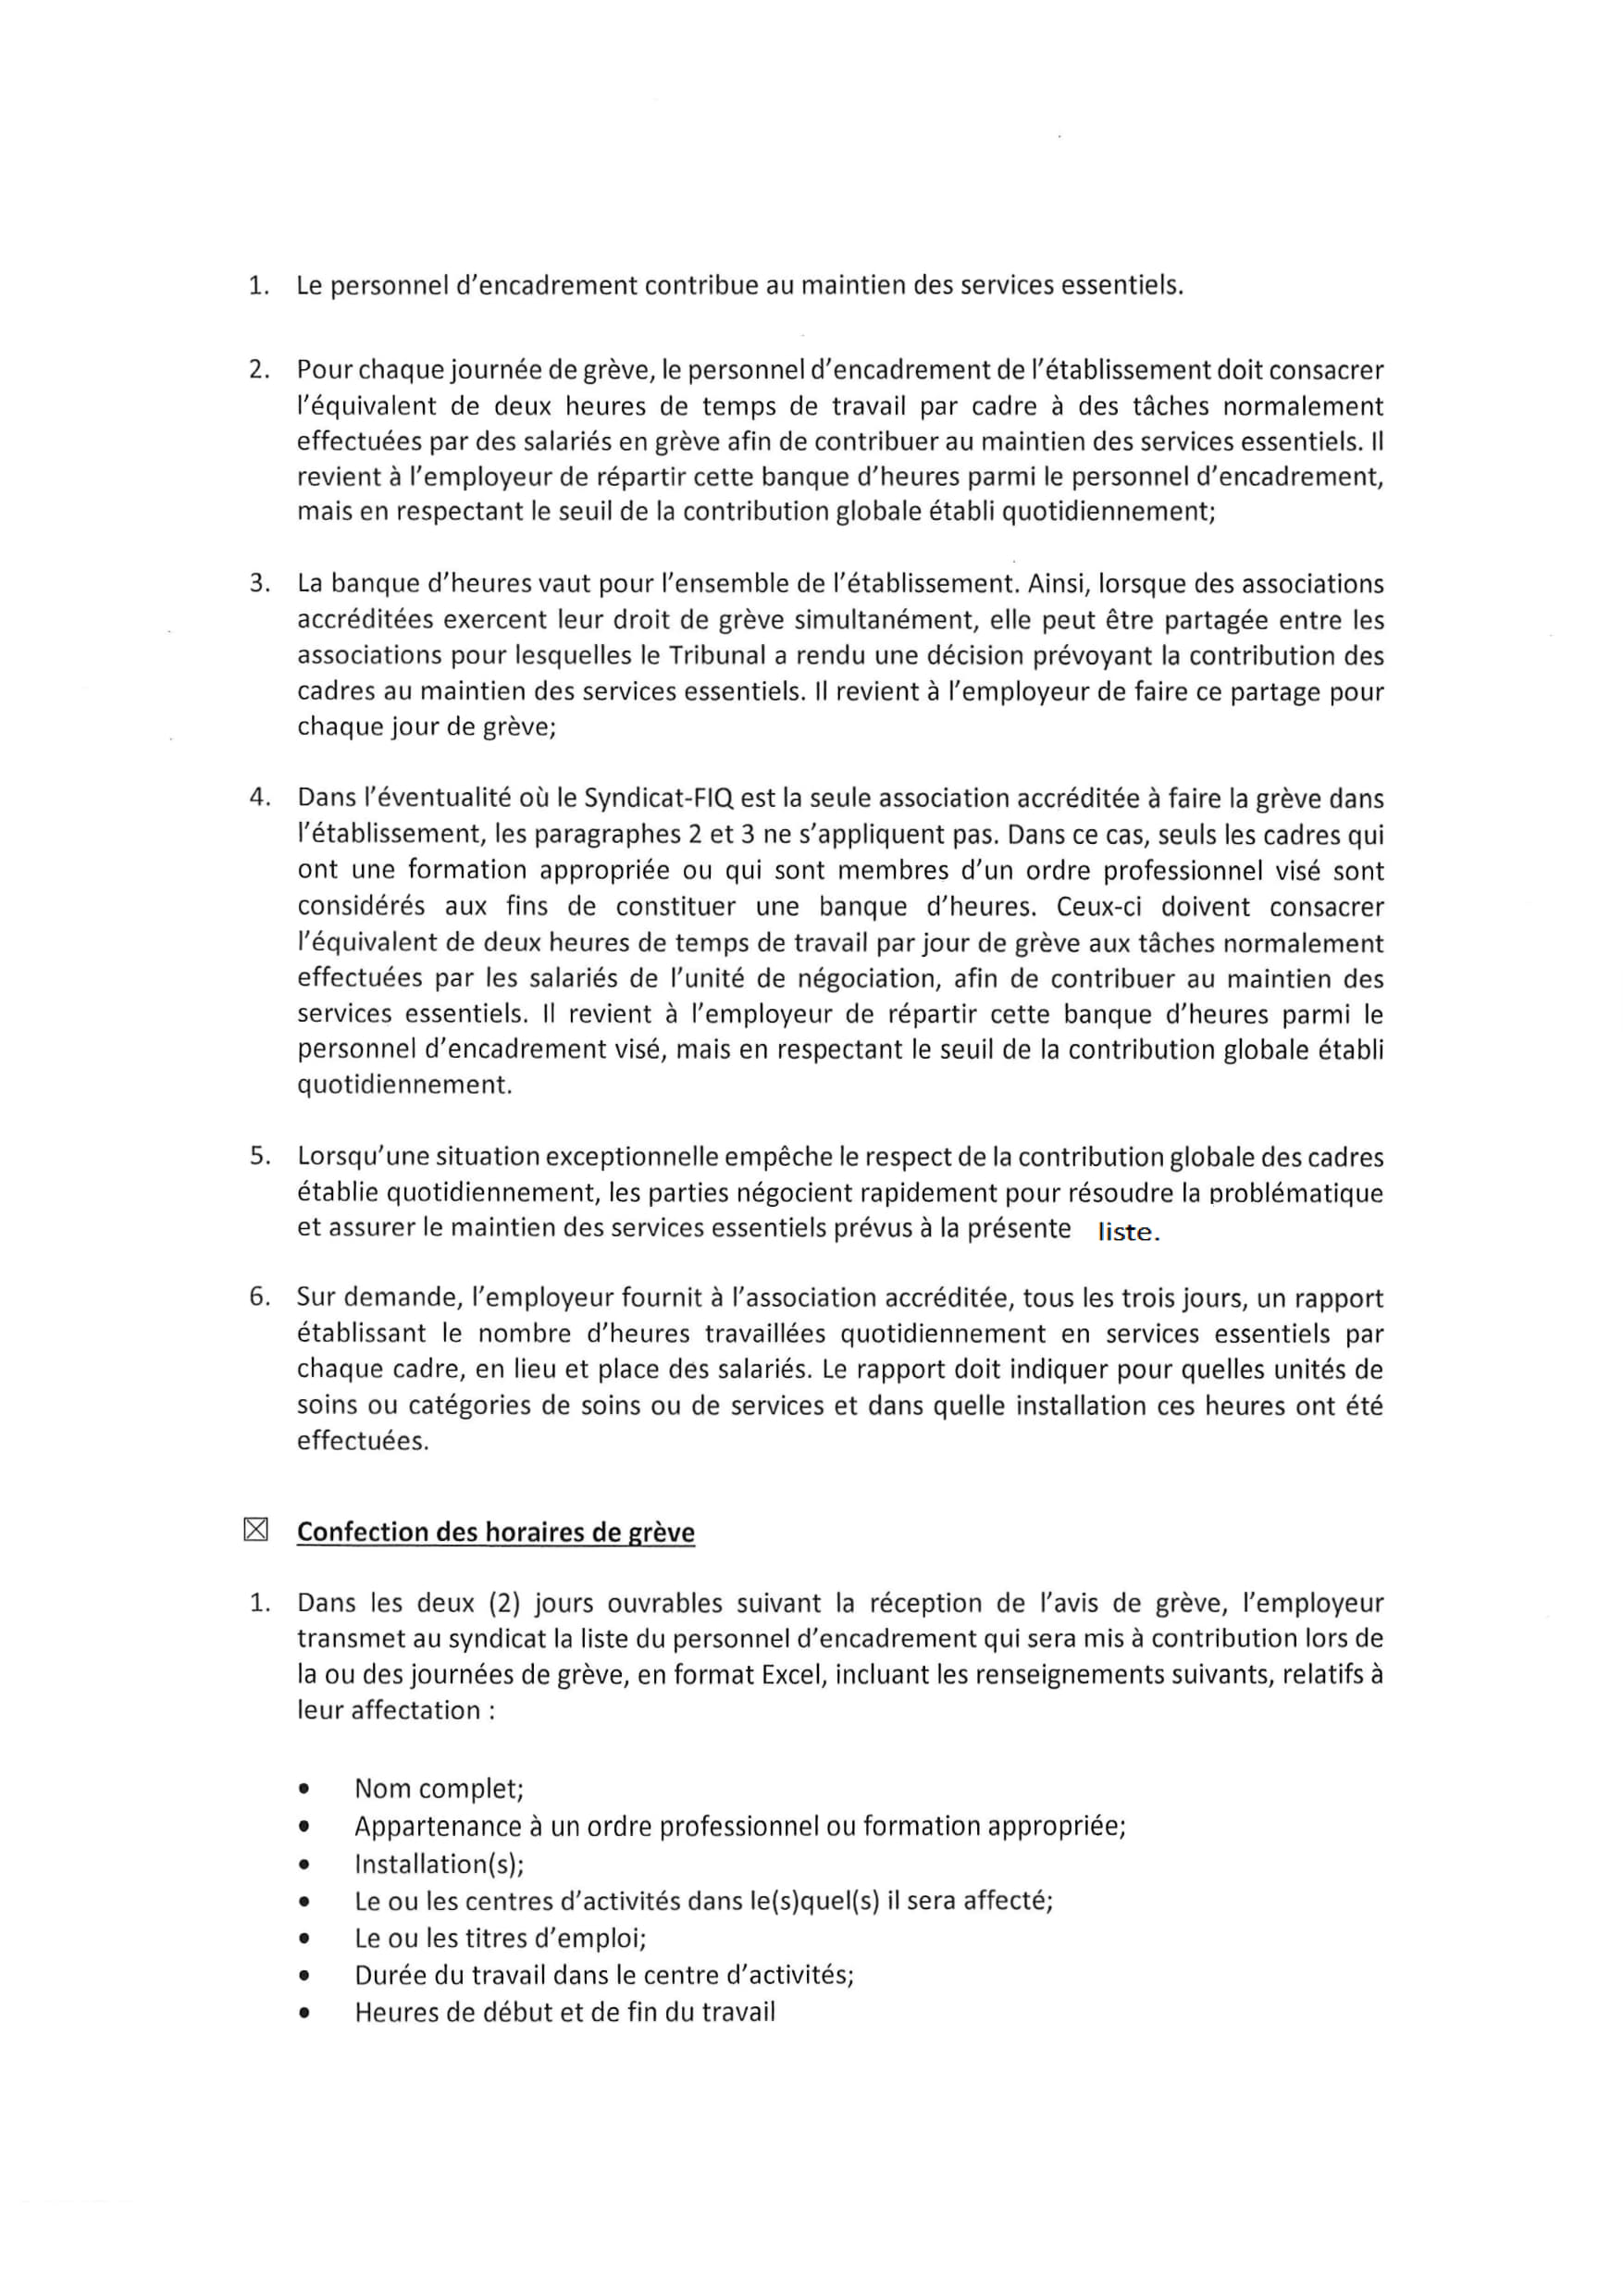 1. Le personnel d'encadrement contribue au maintien des services essentiels.
2. Pour chaque journée de grève, le personnel d'encadrement de l'établissement doit consacrer
l'équivalent de deux heures de temps de travail par cadre à des tâches normalement
effectuées par des salariés en grève afin de contribuer au maintien des services essentiels. Il
revient à l'employeur de répartir cette banque d'heures parmi le personnel d'encadrement,
mais en respectant le seuil de la contribution globale établi quotidiennement;
3. La banque d'heures vaut pour l'ensemble de l'établissement. Ainsi, lorsque des associations
accréditées exercent leur droit de grève simultanément, elle peut être partagée entre les
associations pour lesquelles le Tribunal a rendu une décision prévoyant la contribution des
cadres au maintien des services essentiels. Il revient à l'employeur de faire ce partage pour
chaque jour de grève;
4. Dans l'éventualité où le Syndicat-FIQ est la seule association accréditée à faire la grève dans
l'établissement, les paragraphes 2 et 3 ne s'appliquent pas. Dans ce cas, seuls les cadres qui
ont une formation appropriée ou qui sont membres d'un ordre professionnel visé sont
considérés aux fins de constituer une banque d'heures. Ceux-ci doivent consacrer
l'équivalent de deux heures de temps de travail par jour de grève aux tâches normalement
effectuées par les salariés de l'unité de négociation, afin de contribuer au maintien des
services essentiels. Il revient à l'employeur de répartir cette banque d'heures parmi le
personnel d'encadrement visé, mais en respectant le seuil de la contribution globale établi
quotidiennement.
5. Lorsqu'une situation exceptionnelle empêche le respect de la contribution globale des cadres
établie quotidiennement, les parties négocient rapidement pour résoudre la problématique
et assurer le maintien des services essentiels prévus à la présente liste.
6. Sur demande, l'employeur fournit à l'association accréditée, tous les trois jours, un rapport
établissant le nombre d'heures travaillées quotidiennement en services essentiels par
chaque cadre, en lieu et place des salariés. Le rapport doit indiquer pour quelles unités de
soins ou catégories de soins ou de services et dans quelle installation ces heures ont été
effectuées.
☒ Confection des horaires de grève
1. Dans les deux (2) jours ouvrables suivant la réception de l'avis de grève, l'employeur
transmet au syndicat la liste du personnel d'encadrement qui sera mis à contribution lors de
la ou des journées de grève, en format Excel, incluant les renseignements suivants, relatifs à
leur affectation :
• Nom complet;
• Appartenance à un ordre professionnel ou formation appropriée;
• Installation(s);
• Le ou les centres d'activités dans le(s)quel(s) il sera affecté;
• Le ou les titres d'emploi;
• Durée du travail dans le centre d'activités;
• Heures de début et de fin du travail